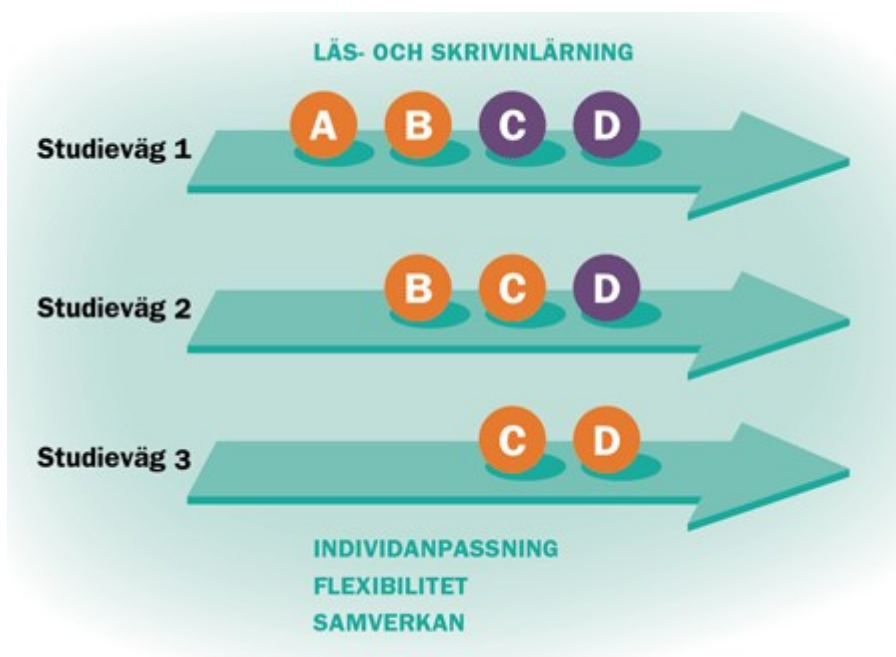 LÄS- OCH SKRIVINLÄRNING
Studieväg 1 A B C D
Studieväg 2 B C D
Studieväg 3 C D
INDIVIDANPASSNING
FLEXIBILITET
SAMVERKAN